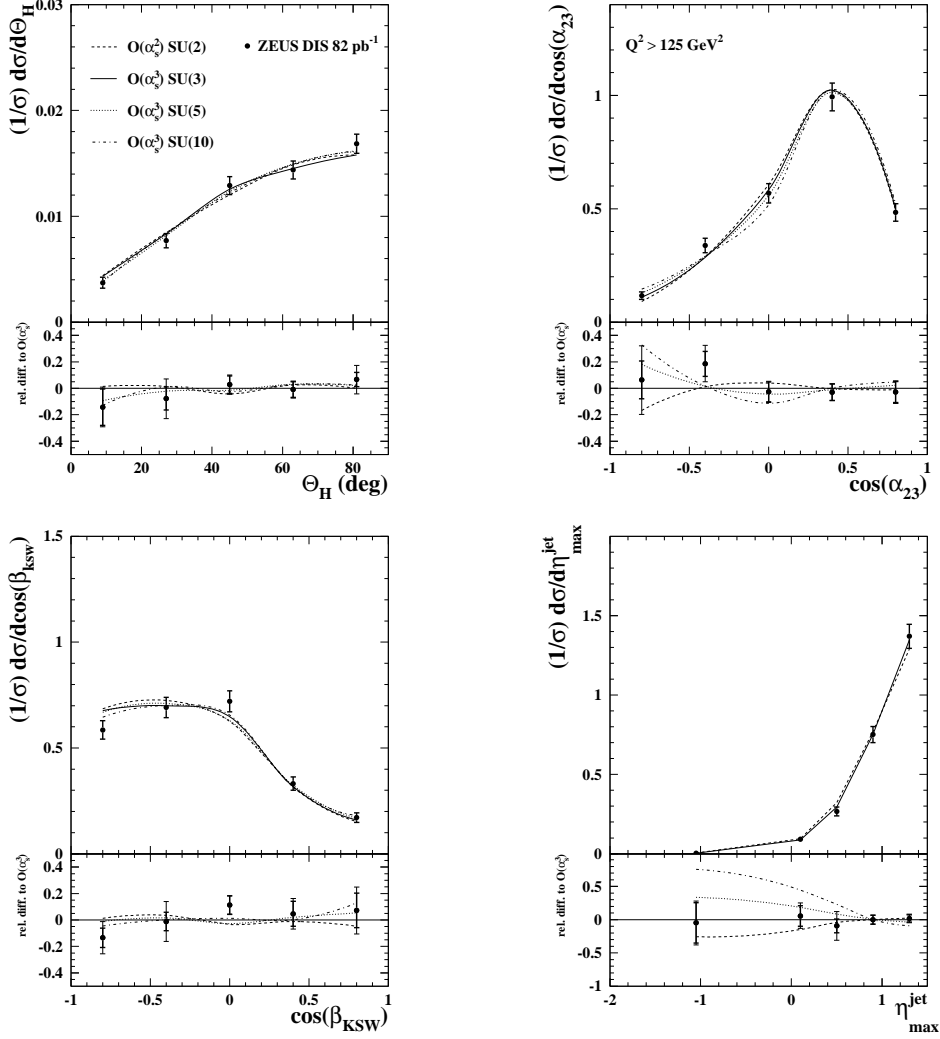 (1/σ) dσ/dΘ_H
0.03
0.02
0.01
0
O(α_s^2) SU(2)
O(α_s^3) SU(3)
O(α_s^3) SU(5)
O(α_s^3) SU(10)
ZEUS DIS 82 pb^-1
rel. diff. to O(α_s^3)
0.4
0.2
0
-0.2
-0.4
0 20 40 60 80
Θ_H (deg)
(1/σ) dσ/dcos(α_23)
1
0.5
0
Q^2 > 125 GeV^2
rel. diff. to O(α_s^3)
0.4
0.2
0
-0.2
-0.4
-1 -0.5 0 0.5 1
cos(α_23)
(1/σ) dσ/dcos(β_ksw)
1.5
1
0.5
0
rel. diff. to O(α_s^3)
0.4
0.2
0
-0.2
-0.4
-1 -0.5 0 0.5 1
cos(β_KSW)
(1/σ) dσ/dη_max^jet
1.5
1
0.5
0
rel. diff. to O(α_s^3)
0.5
0
-0.5
-1
-2 -1 0 1
η_max^jet